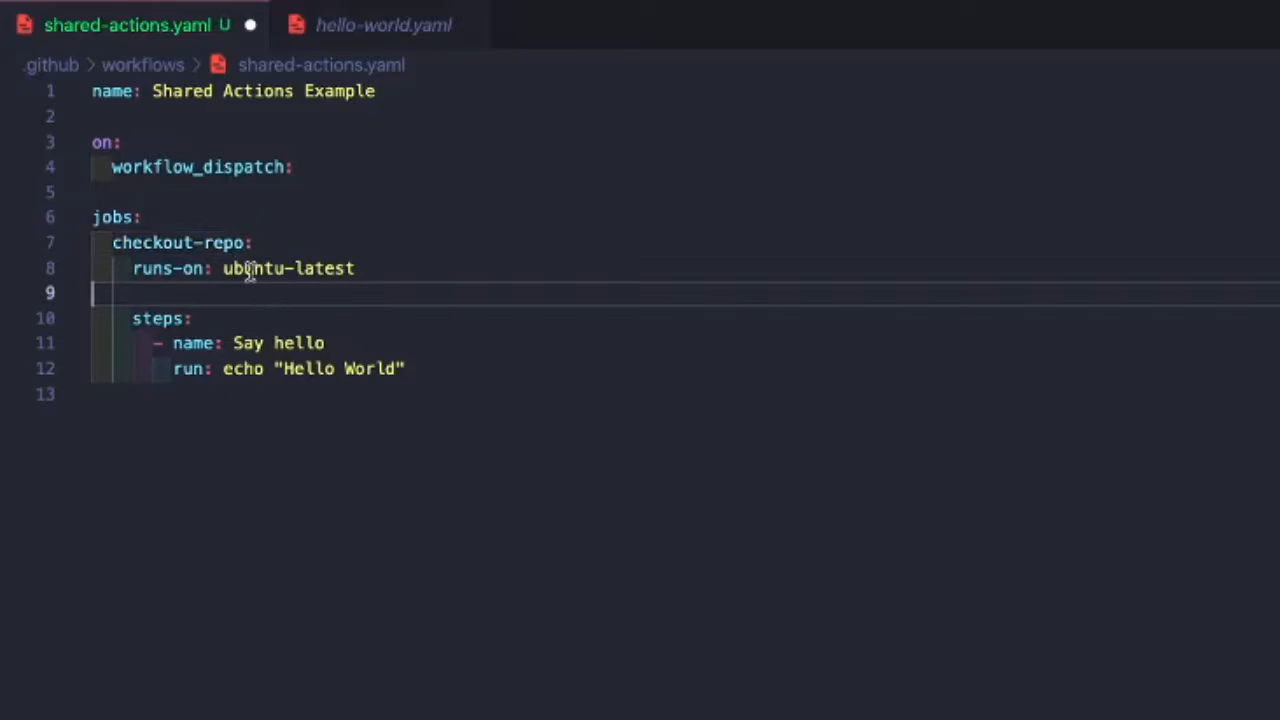 shared-actions.yaml U
hello-world.yaml
.github > workflows > shared-actions.yaml
1 name: Shared Actions Example
2
3 on:
4 workflow_dispatch:
5
6 jobs:
7 checkout-repo:
8 runs-on: ubuntu-latest
9
10 steps:
11 - name: Say hello
12 run: echo "Hello World"
13